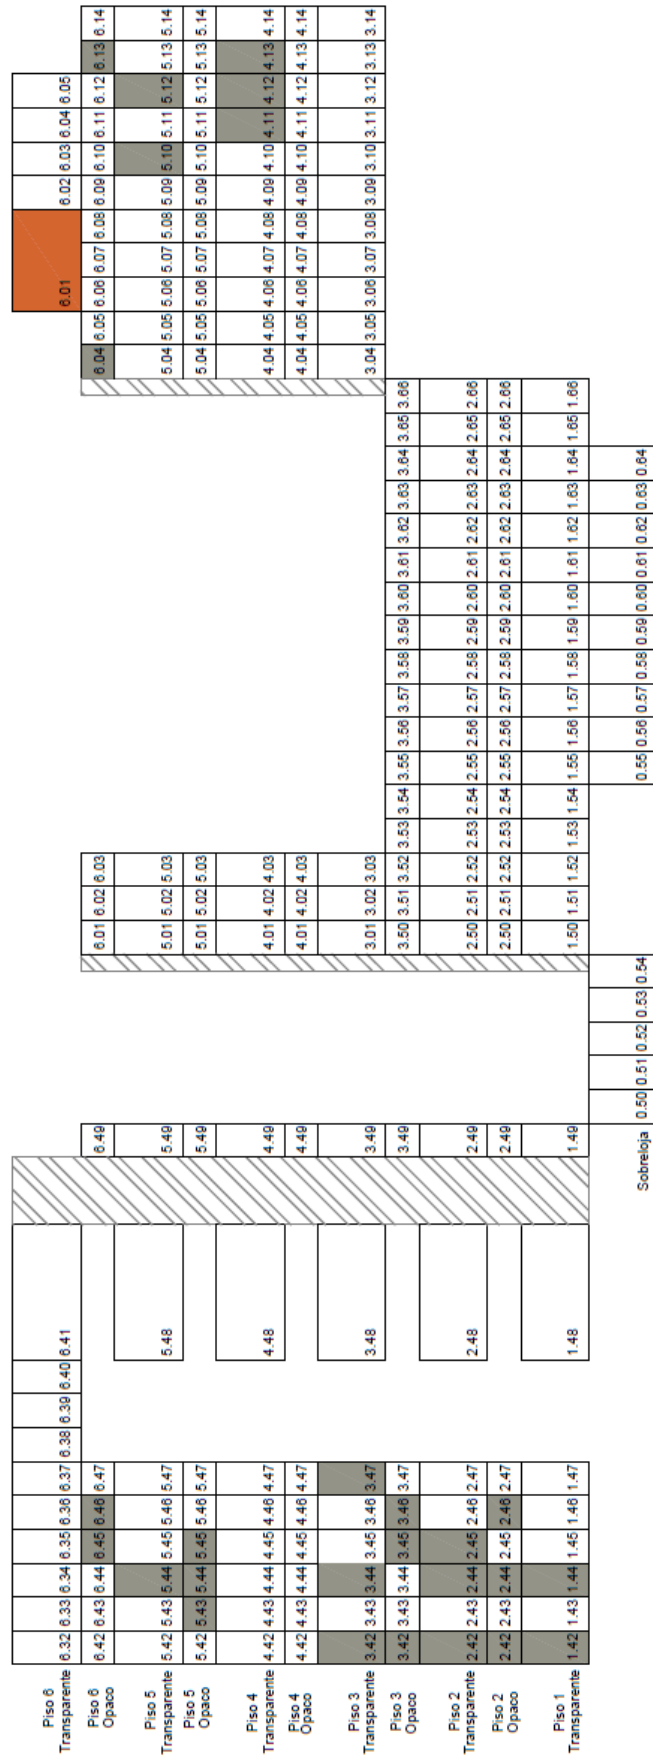 Piso 6
Transparente 6.32 6.33 6.34 6.35 6.36 6.37 6.38 6.39 6.40 6.41 6.01 6.02 6.03 6.04 6.05
Piso 6
Opaco 6.42 6.43 6.44 6.45 6.46 6.47 6.49 6.01 6.02 6.03 6.04 6.05 6.06 6.07 6.08 6.09 6.10 6.11 6.12 6.13 6.14
Piso 5
Transparente 5.42 5.43 5.44 5.45 5.46 5.47 5.48 5.49 5.01 5.02 5.03 5.04 5.05 5.06 5.07 5.08 5.09 5.10 5.11 5.12 5.13 5.14
Piso 5
Opaco 5.42 5.43 5.44 5.45 5.46 5.47 5.49 5.01 5.02 5.03 5.04 5.05 5.06 5.07 5.08 5.09 5.10 5.11 5.12 5.13 5.14
Piso 4
Transparente 4.42 4.43 4.44 4.45 4.46 4.47 4.48 4.49 4.01 4.02 4.03 4.04 4.05 4.06 4.07 4.08 4.09 4.10 4.11 4.12 4.13 4.14
Piso 4
Opaco 4.42 4.43 4.44 4.45 4.46 4.47 4.49 4.01 4.02 4.03 4.04 4.05 4.06 4.07 4.08 4.09 4.10 4.11 4.12 4.13 4.14
Piso 3
Transparente 3.42 3.43 3.44 3.45 3.46 3.47 3.48 3.49 3.01 3.02 3.03 3.04 3.05 3.06 3.07 3.08 3.09 3.10 3.11 3.12 3.13 3.14
Piso 3
Opaco 3.42 3.43 3.44 3.45 3.46 3.47 3.49 3.50 3.51 3.52 3.53 3.54 3.55 3.56 3.57 3.58 3.59 3.60 3.61 3.62 3.63 3.64 3.65 3.66
Piso 2
Transparente 2.42 2.43 2.44 2.45 2.46 2.47 2.48 2.49 2.50 2.51 2.52 2.53 2.54 2.55 2.56 2.57 2.58 2.59 2.60 2.61 2.62 2.63 2.64 2.65 2.66
Piso 2
Opaco 2.42 2.43 2.44 2.45 2.46 2.47 2.49 2.50 2.51 2.52 2.53 2.54 2.55 2.56 2.57 2.58 2.59 2.60 2.61 2.62 2.63 2.64 2.65 2.66
Piso 1
Transparente 1.42 1.43 1.44 1.45 1.46 1.47 1.48 1.49 1.50 1.51 1.52 1.53 1.54 1.55 1.56 1.57 1.58 1.59 1.60 1.61 1.62 1.63 1.64 1.65 1.66
Sobreloja 0.50 0.51 0.52 0.53 0.54 0.55 0.56 0.57 0.58 0.59 0.60 0.61 0.62 0.63 0.64